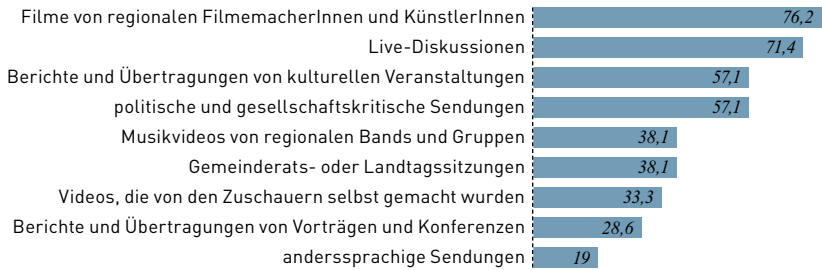 Filme von regionalen FilmemacherInnen und KünstlerInnen 76,2
Live-Diskussionen 71,4
Berichte und Übertragungen von kulturellen Veranstaltungen 57,1
politische und gesellschaftskritische Sendungen 57,1
Musikvideos von regionalen Bands und Gruppen 38,1
Gemeinderats- oder Landtagssitzungen 38,1
Videos, die von den Zuschauern selbst gemacht wurden 33,3
Berichte und Übertragungen von Vorträgen und Konferenzen 28,6
anderssprachige Sendungen 19